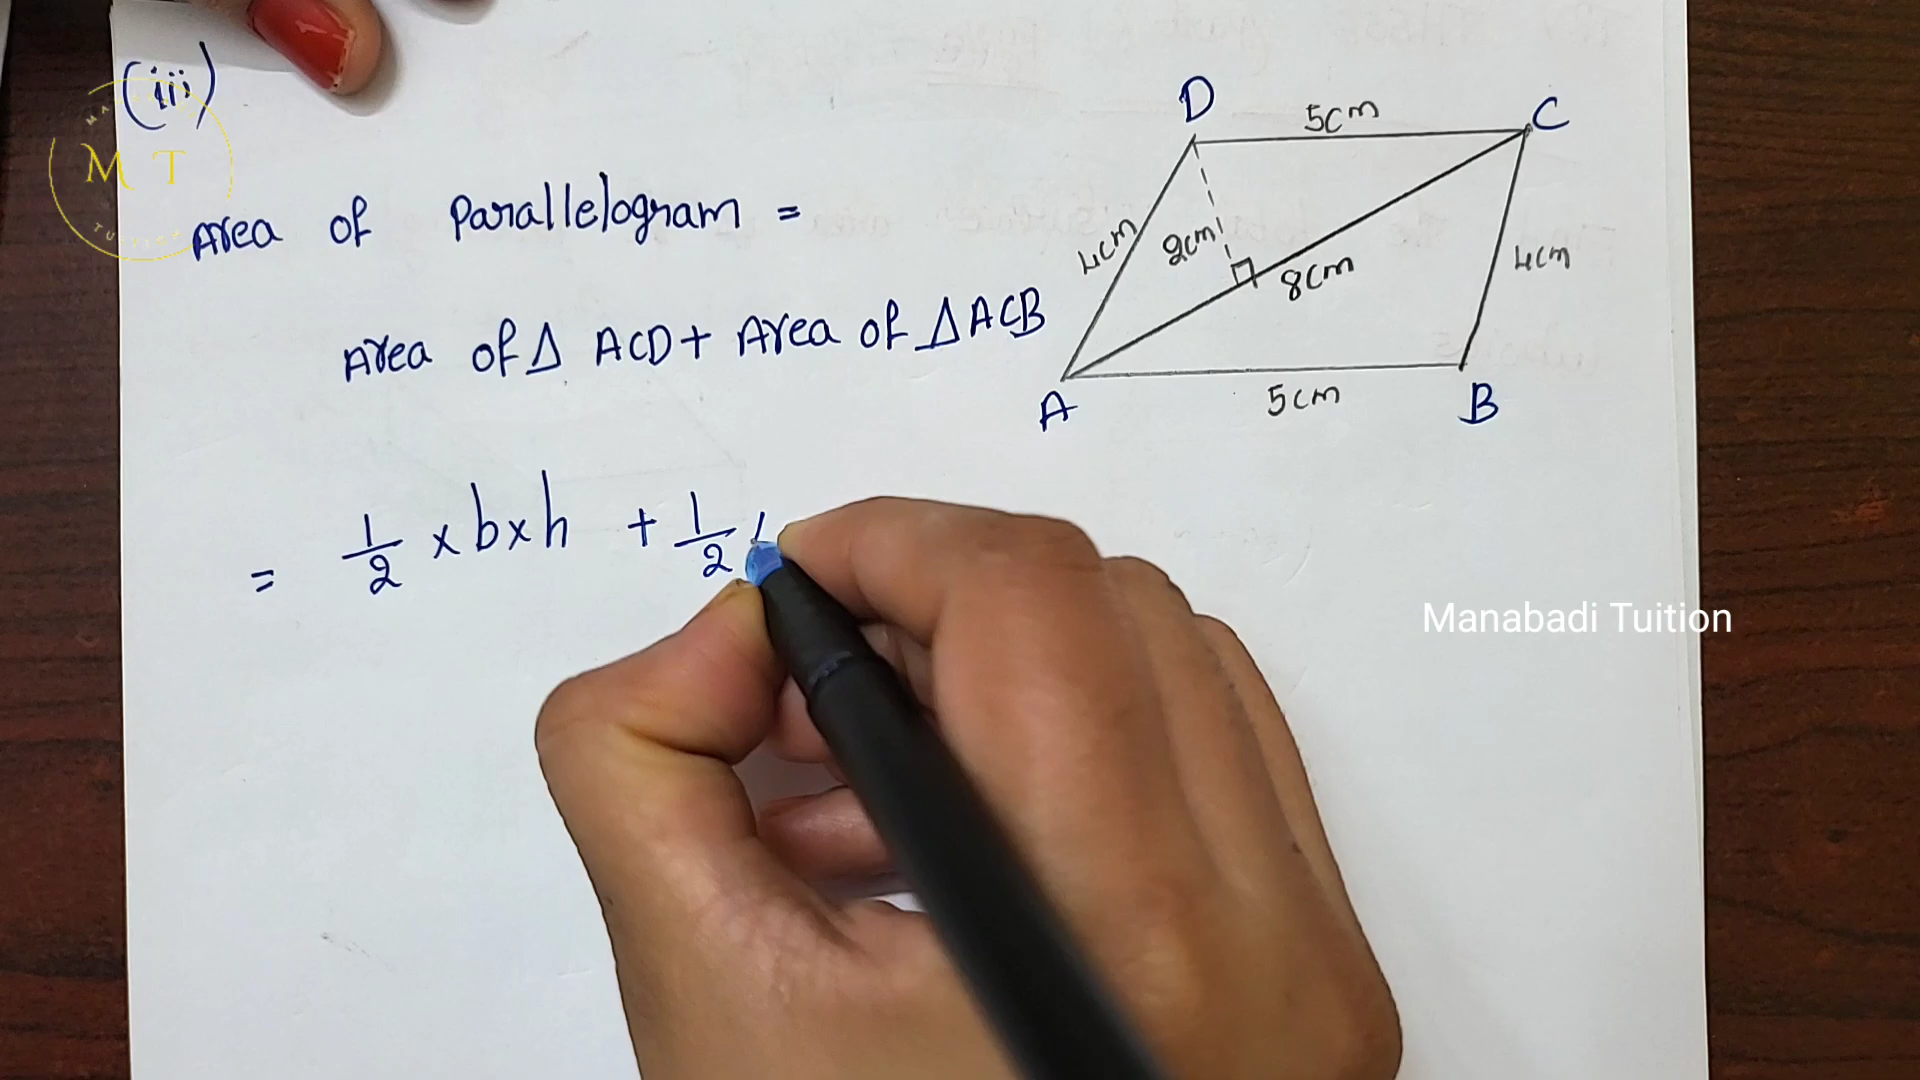 (iii)
M T
Area of parallelogram =
Area of Δ ACD + Area of Δ ACB
= 1/2 × b × h + 1/2
D
5cm
C
4cm
2cm
8cm
4cm
A
5cm
B
Manabadi Tuition